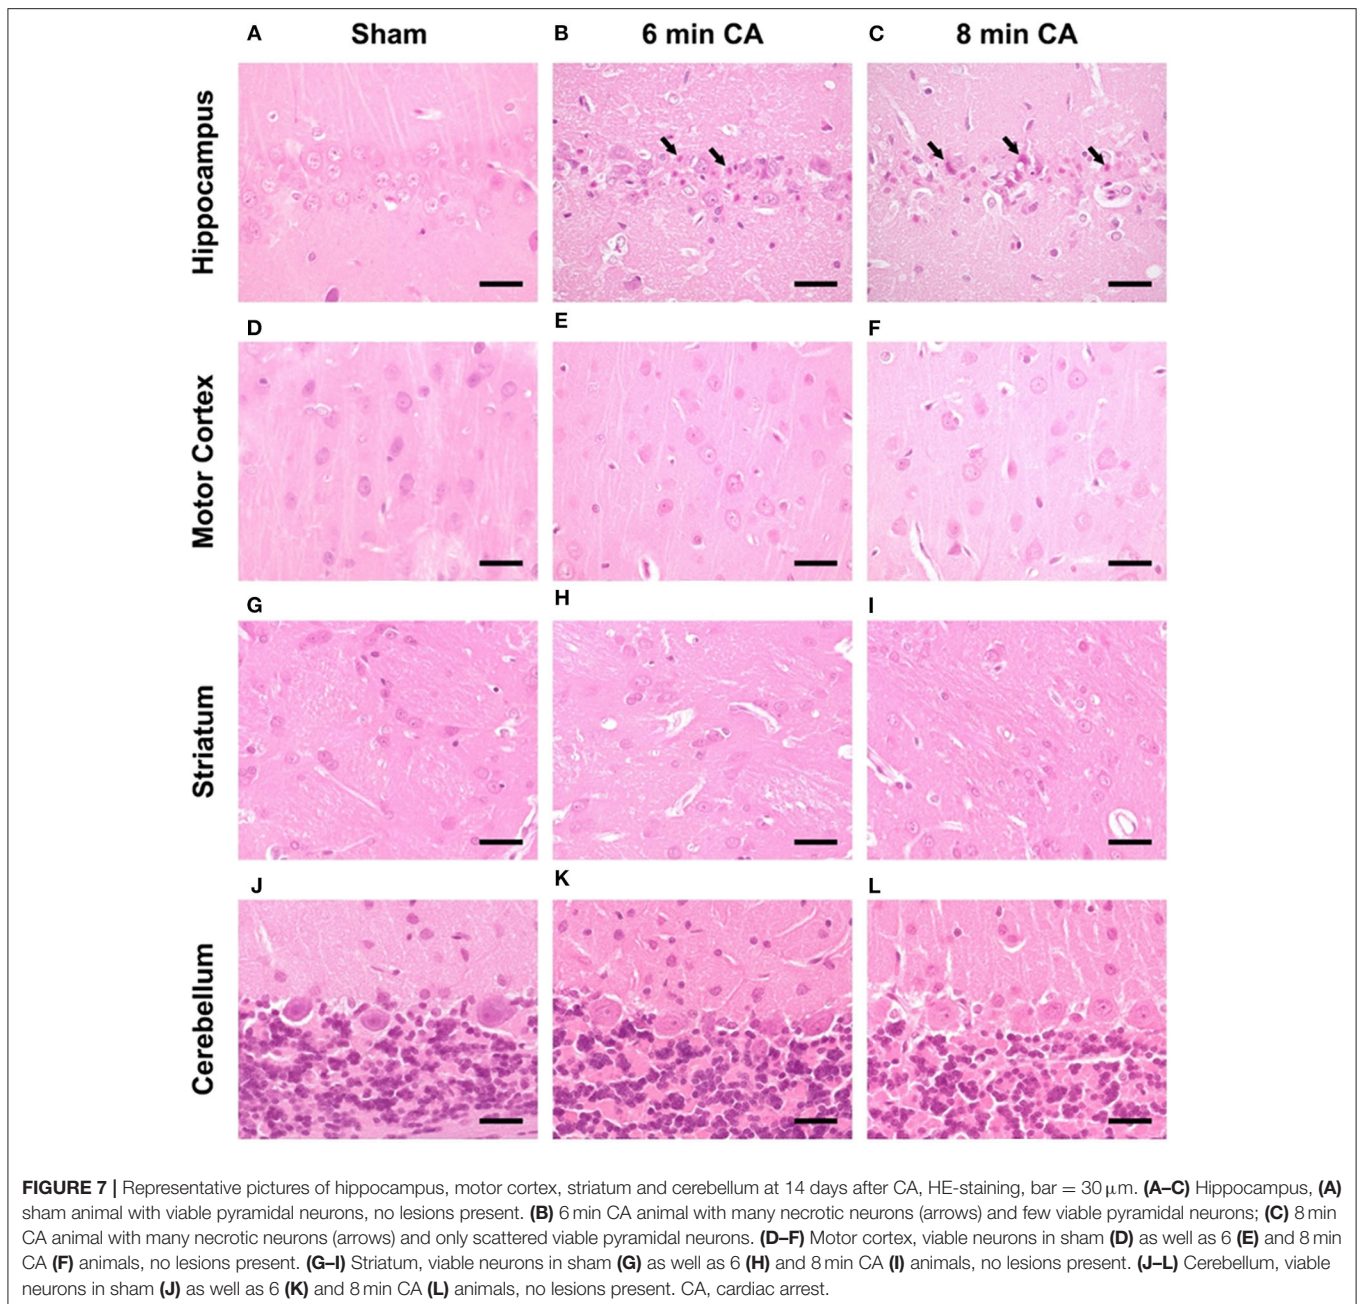 A Sham B 6 min CA C 8 min CA
Hippocampus
D E F
Motor Cortex
G H I
Striatum
J K L
Cerebellum
FIGURE 7 | Representative pictures of hippocampus, motor cortex, striatum and cerebellum at 14 days after CA, HE-staining, bar = 30 μm. (A–C) Hippocampus, (A)
sham animal with viable pyramidal neurons, no lesions present. (B) 6 min CA animal with many necrotic neurons (arrows) and few viable pyramidal neurons; (C) 8 min
CA animal with many necrotic neurons (arrows) and only scattered viable pyramidal neurons. (D–F) Motor cortex, viable neurons in sham (D) as well as 6 (E) and 8 min
CA (F) animals, no lesions present. (G–I) Striatum, viable neurons in sham (G) as well as 6 (H) and 8 min CA (I) animals, no lesions present. (J–L) Cerebellum, viable
neurons in sham (J) as well as 6 (K) and 8 min CA (L) animals, no lesions present. CA, cardiac arrest.